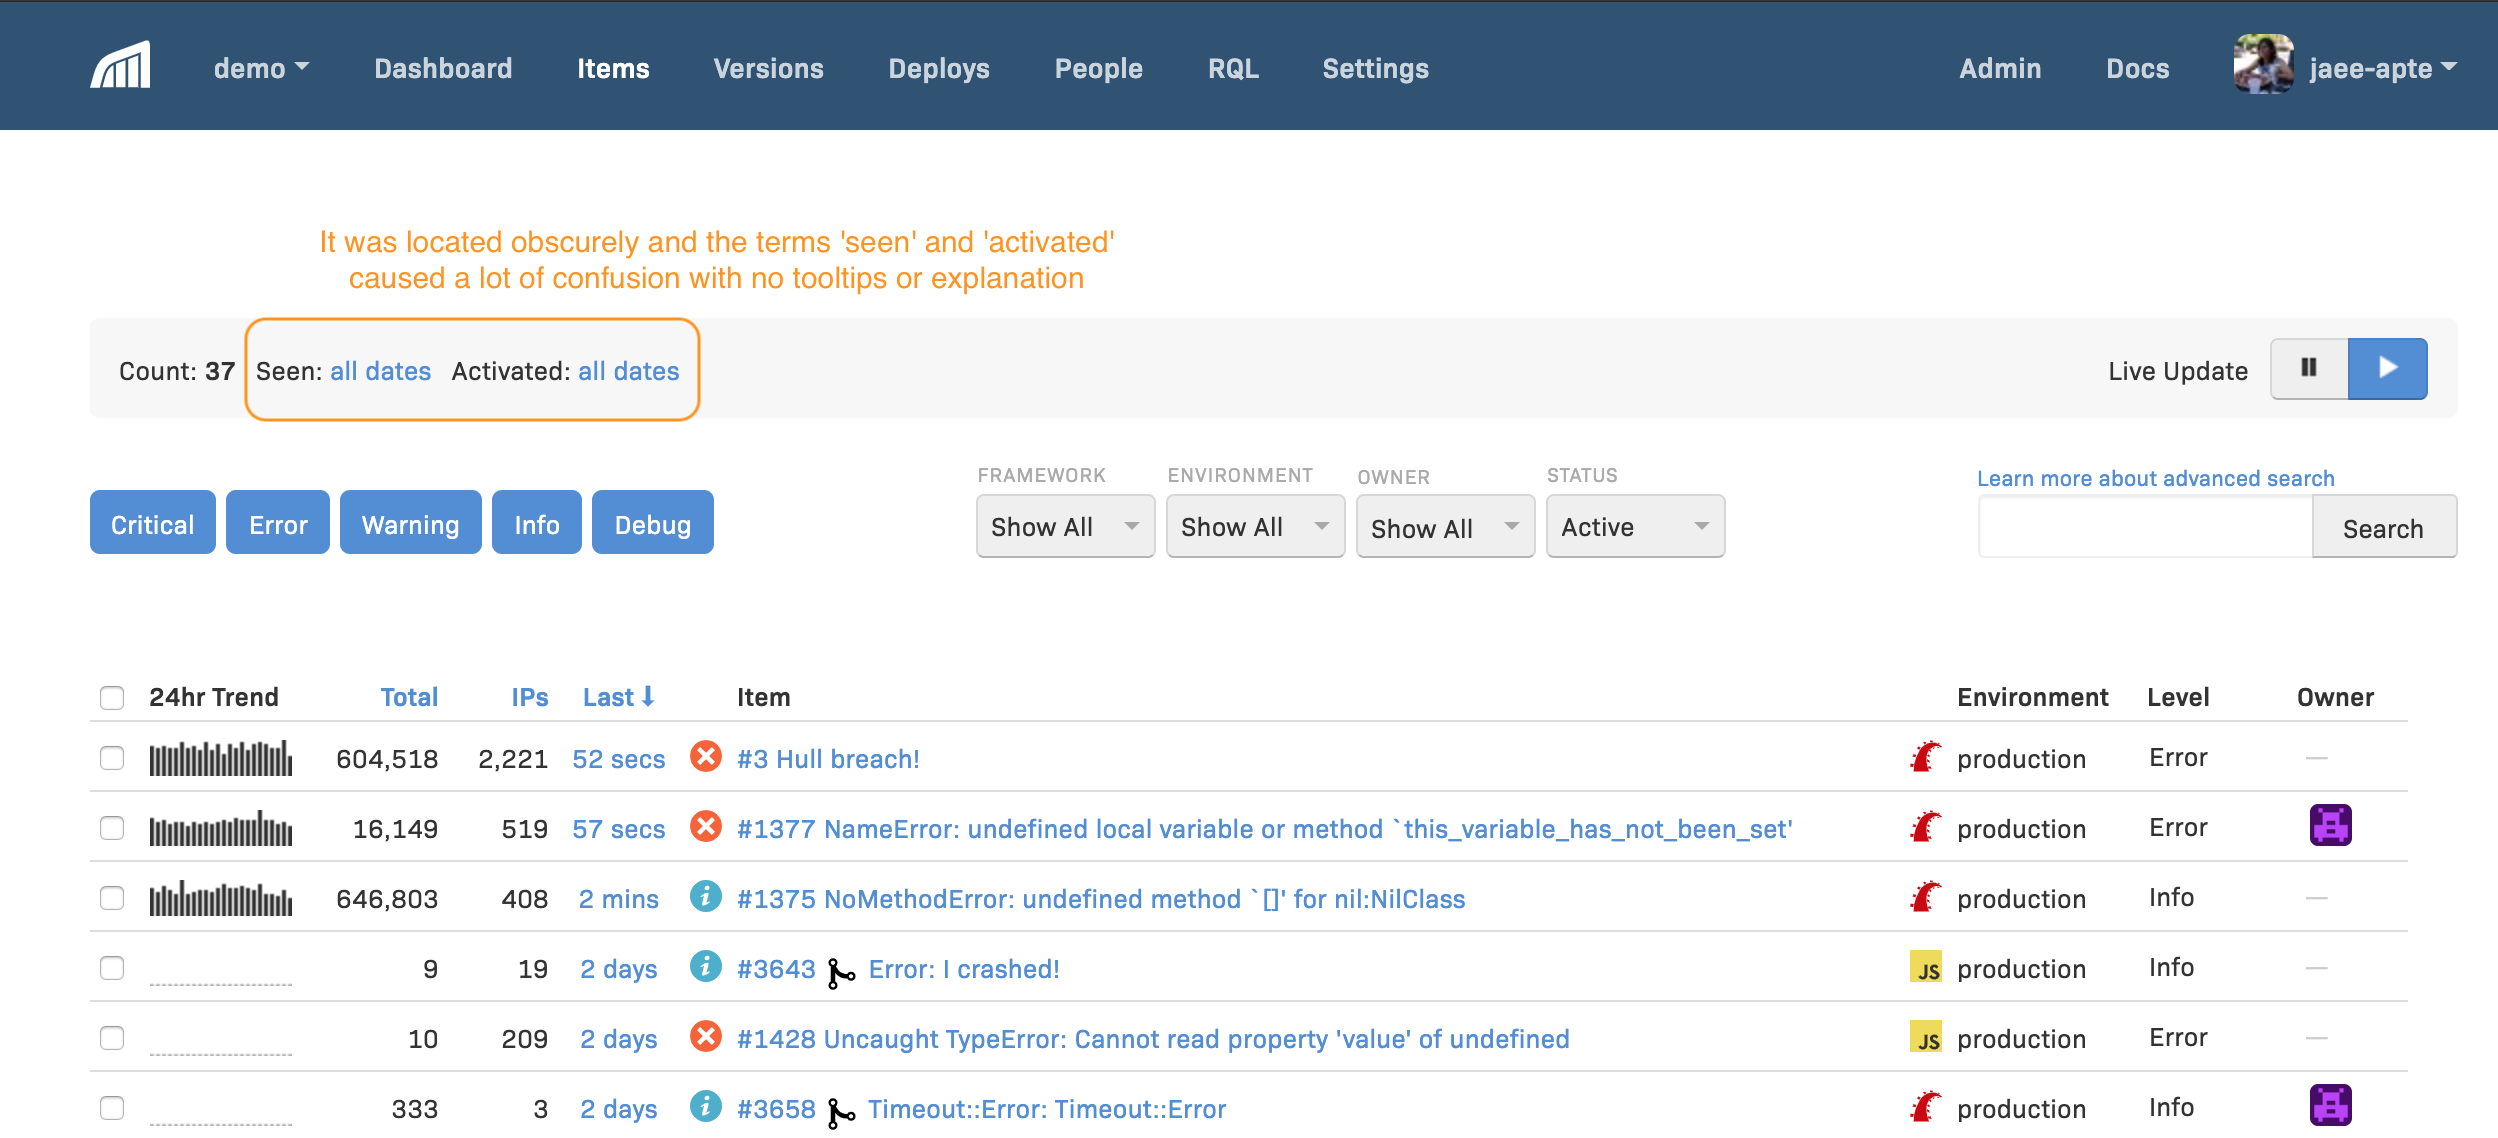 demo Dashboard Items Versions Deploys People RQL Settings Admin Docs jaee-apte
It was located obscurely and the terms 'seen' and 'activated'
caused a lot of confusion with no tooltips or explanation
Count: 37 Seen: all dates Activated: all dates Live Update
FRAMEWORK ENVIRONMENT OWNER STATUS Learn more about advanced search
Critical Error Warning Info Debug Show All Show All Show All Active Search
24hr Trend Total IPs Last Item Environment Level Owner
604,518 2,221 52 secs #3 Hull breach! production Error —
16,149 519 57 secs #1377 NameError: undefined local variable or method `this_variable_has_not_been_set' production Error
646,803 408 2 mins #1375 NoMethodError: undefined method `[]' for nil:NilClass production Info —
9 19 2 days #3643 Error: I crashed! JS production Info —
10 209 2 days #1428 Uncaught TypeError: Cannot read property 'value' of undefined JS production Error —
333 3 2 days #3658 Timeout::Error: Timeout::Error production Info